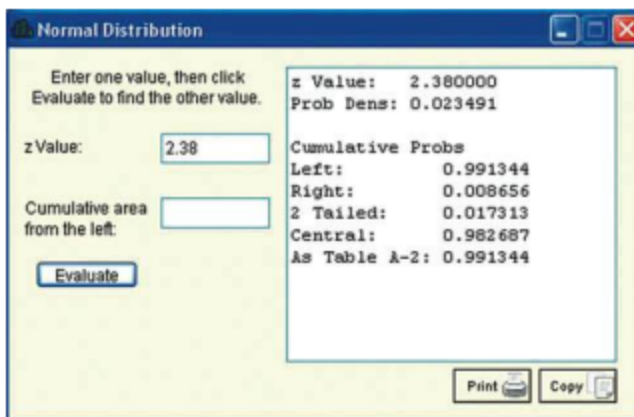 Normal Distribution
Enter one value, then click
Evaluate to find the other value.
z Value:
2.38
Cumulative area
from the left:
Evaluate
z Value: 2.380000
Prob Dens: 0.023491
Cumulative Probs
Left: 0.991344
Right: 0.008656
2 Tailed: 0.017313
Central: 0.982687
As Table A-2: 0.991344
Print
Copy